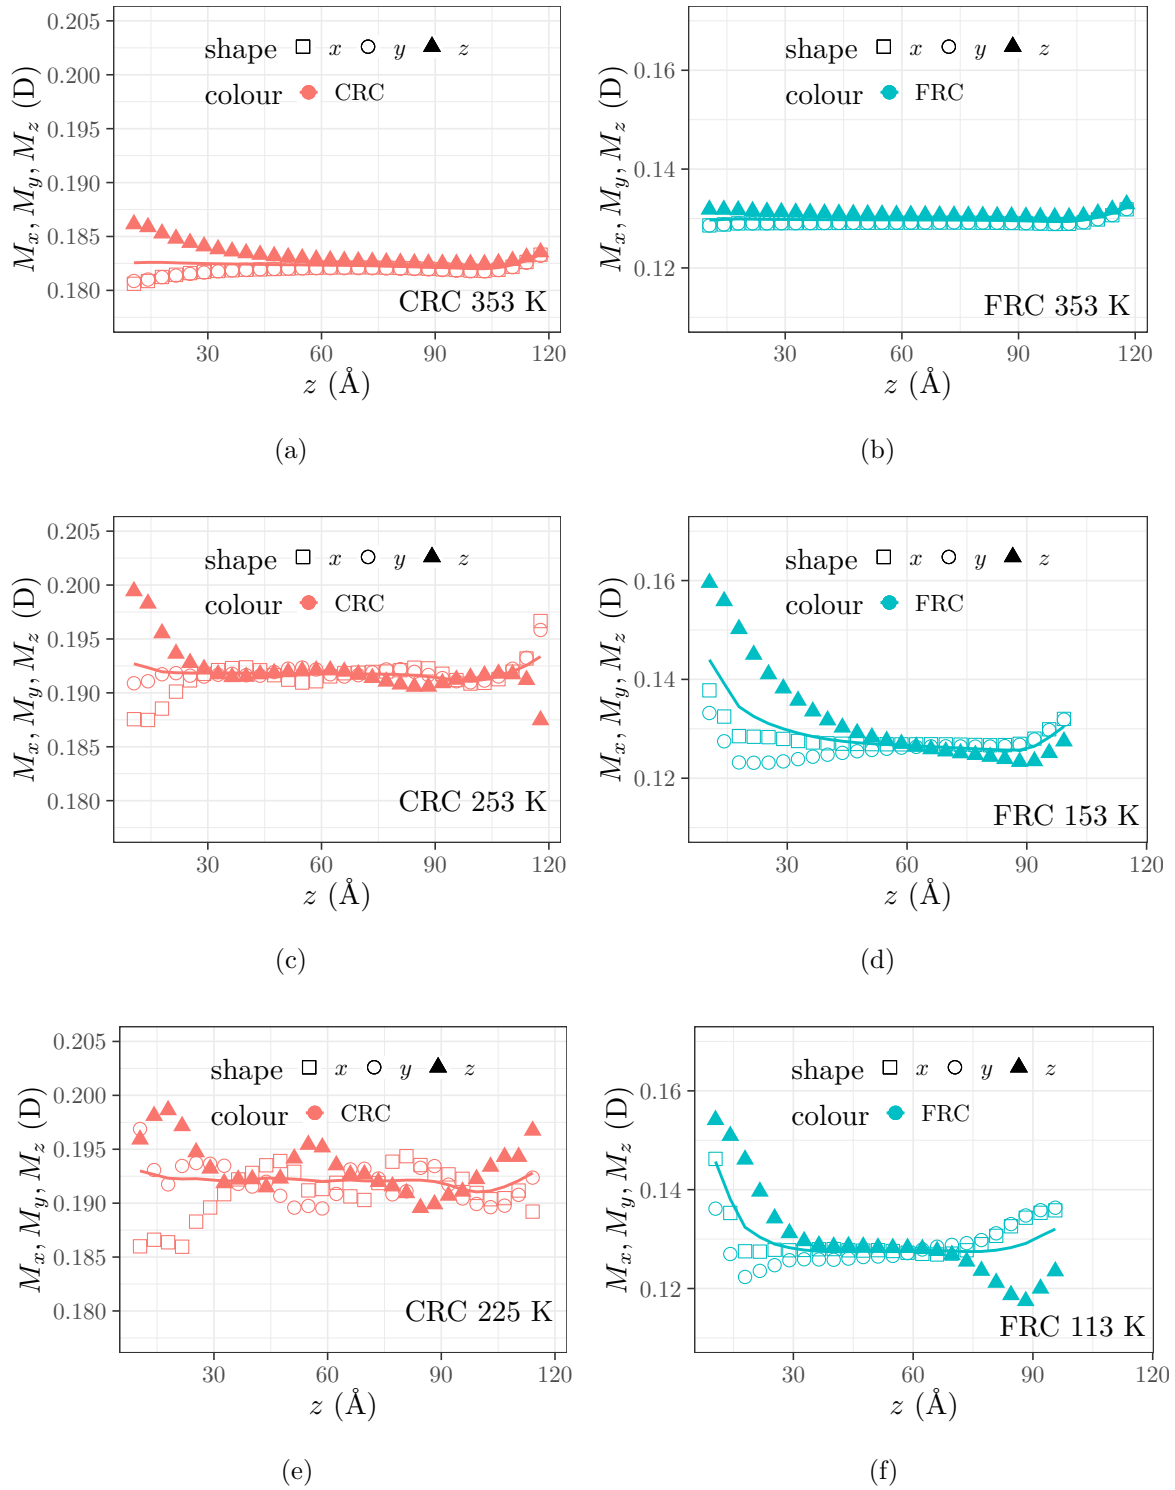 0.205
0.200
0.195
0.190
0.185
0.180
M_x, M_y, M_z (D)
shape x y z
colour CRC
CRC 353 K
30 60 90 120
z (Å)
(a)
0.16
0.14
0.12
M_x, M_y, M_z (D)
shape x y z
colour FRC
FRC 353 K
30 60 90 120
z (Å)
(b)
0.205
0.200
0.195
0.190
0.185
0.180
M_x, M_y, M_z (D)
shape x y z
colour CRC
CRC 253 K
30 60 90 120
z (Å)
(c)
0.16
0.14
0.12
M_x, M_y, M_z (D)
shape x y z
colour FRC
FRC 153 K
30 60 90 120
z (Å)
(d)
0.205
0.200
0.195
0.190
0.185
0.180
M_x, M_y, M_z (D)
shape x y z
colour CRC
CRC 225 K
30 60 90 120
z (Å)
(e)
0.16
0.14
0.12
M_x, M_y, M_z (D)
shape x y z
colour FRC
FRC 113 K
30 60 90 120
z (Å)
(f)